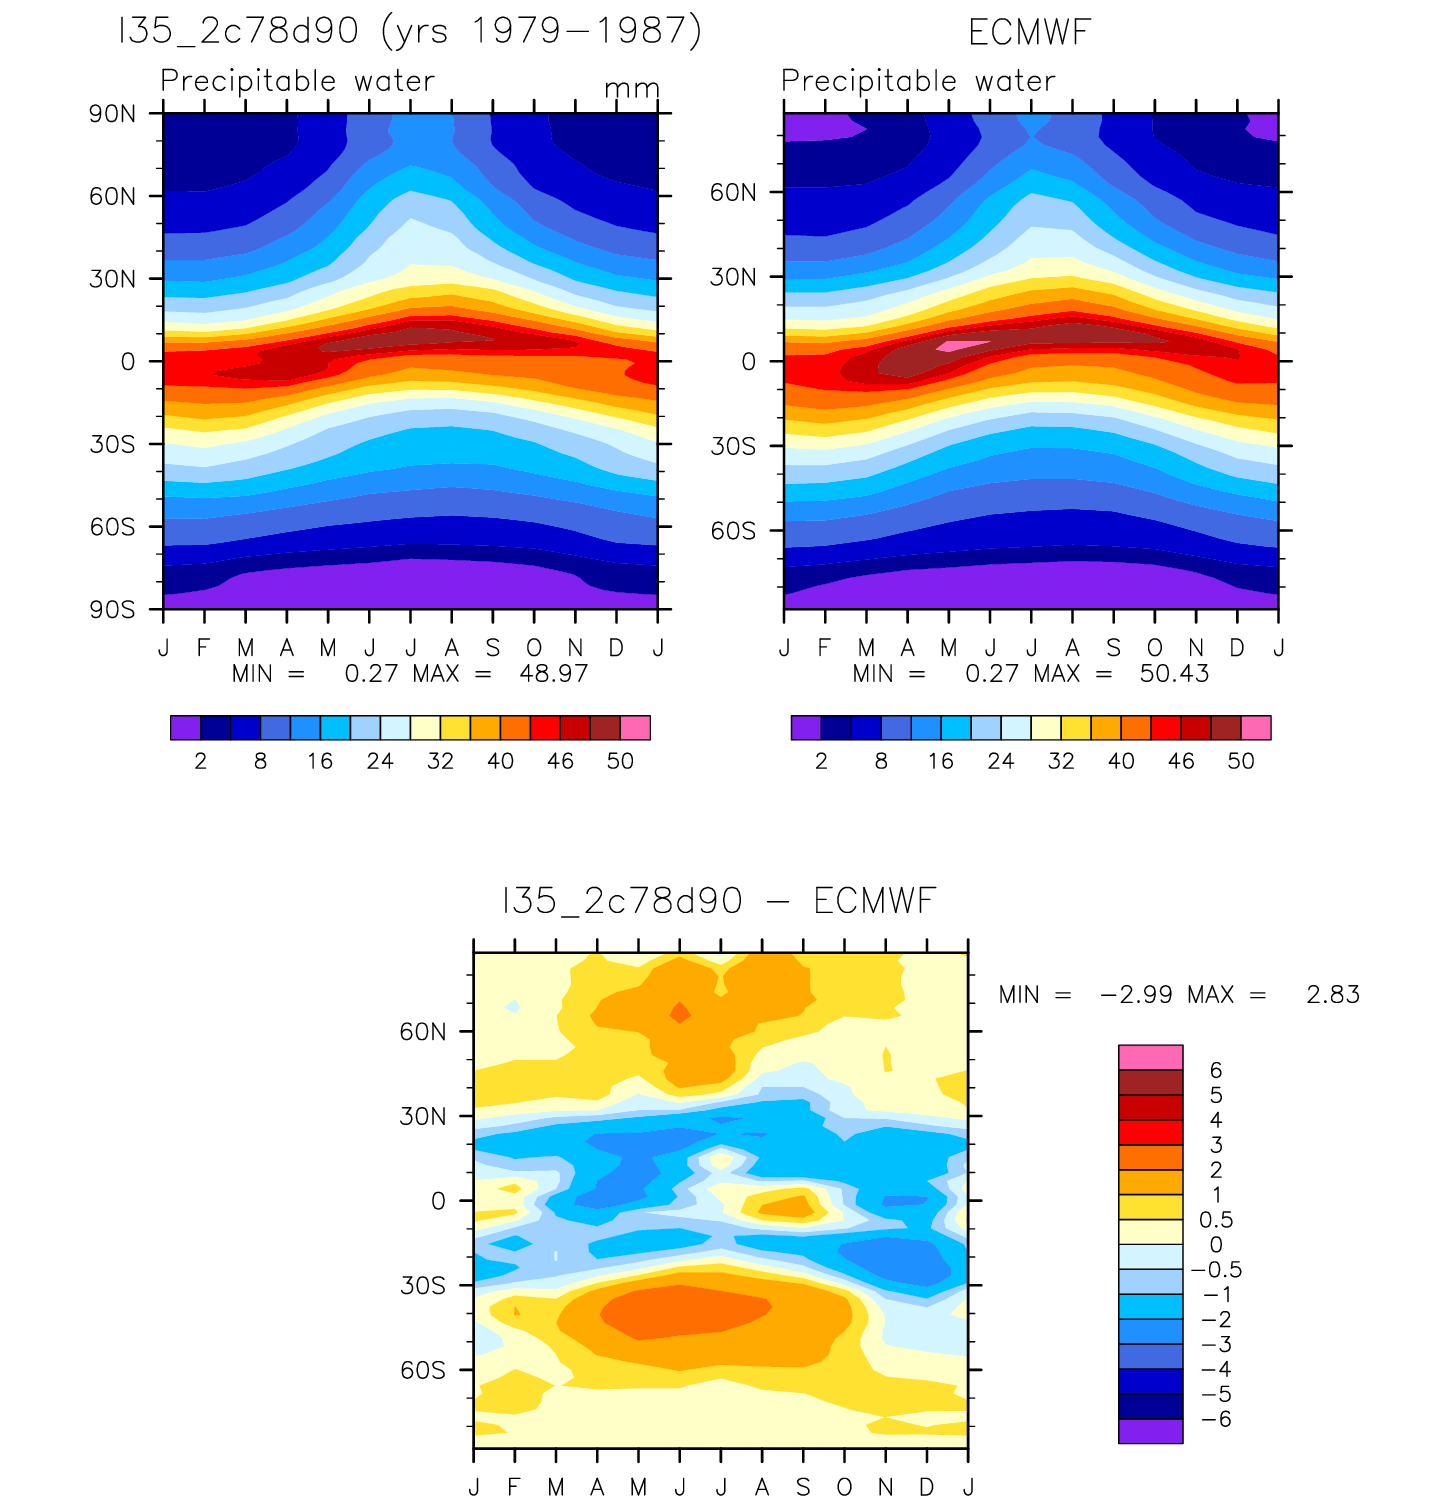 I35_2c78d90 (yrs 1979−1987)
ECMWF
Precipitable water mm
Precipitable water
90N
60N
30N
0
30S
60S
90S
60N
30N
0
30S
60S
J F M A M J J A S O N D J
J F M A M J J A S O N D J
MIN = 0.27 MAX = 48.97
MIN = 0.27 MAX = 50.43
2 8 16 24 32 40 46 50
2 8 16 24 32 40 46 50
I35_2c78d90 − ECMWF
MIN = −2.99 MAX = 2.83
60N
30N
0
30S
60S
6
5
4
3
2
1
0.5
0
−0.5
−1
−2
−3
−4
−5
−6
J F M A M J J A S O N D J